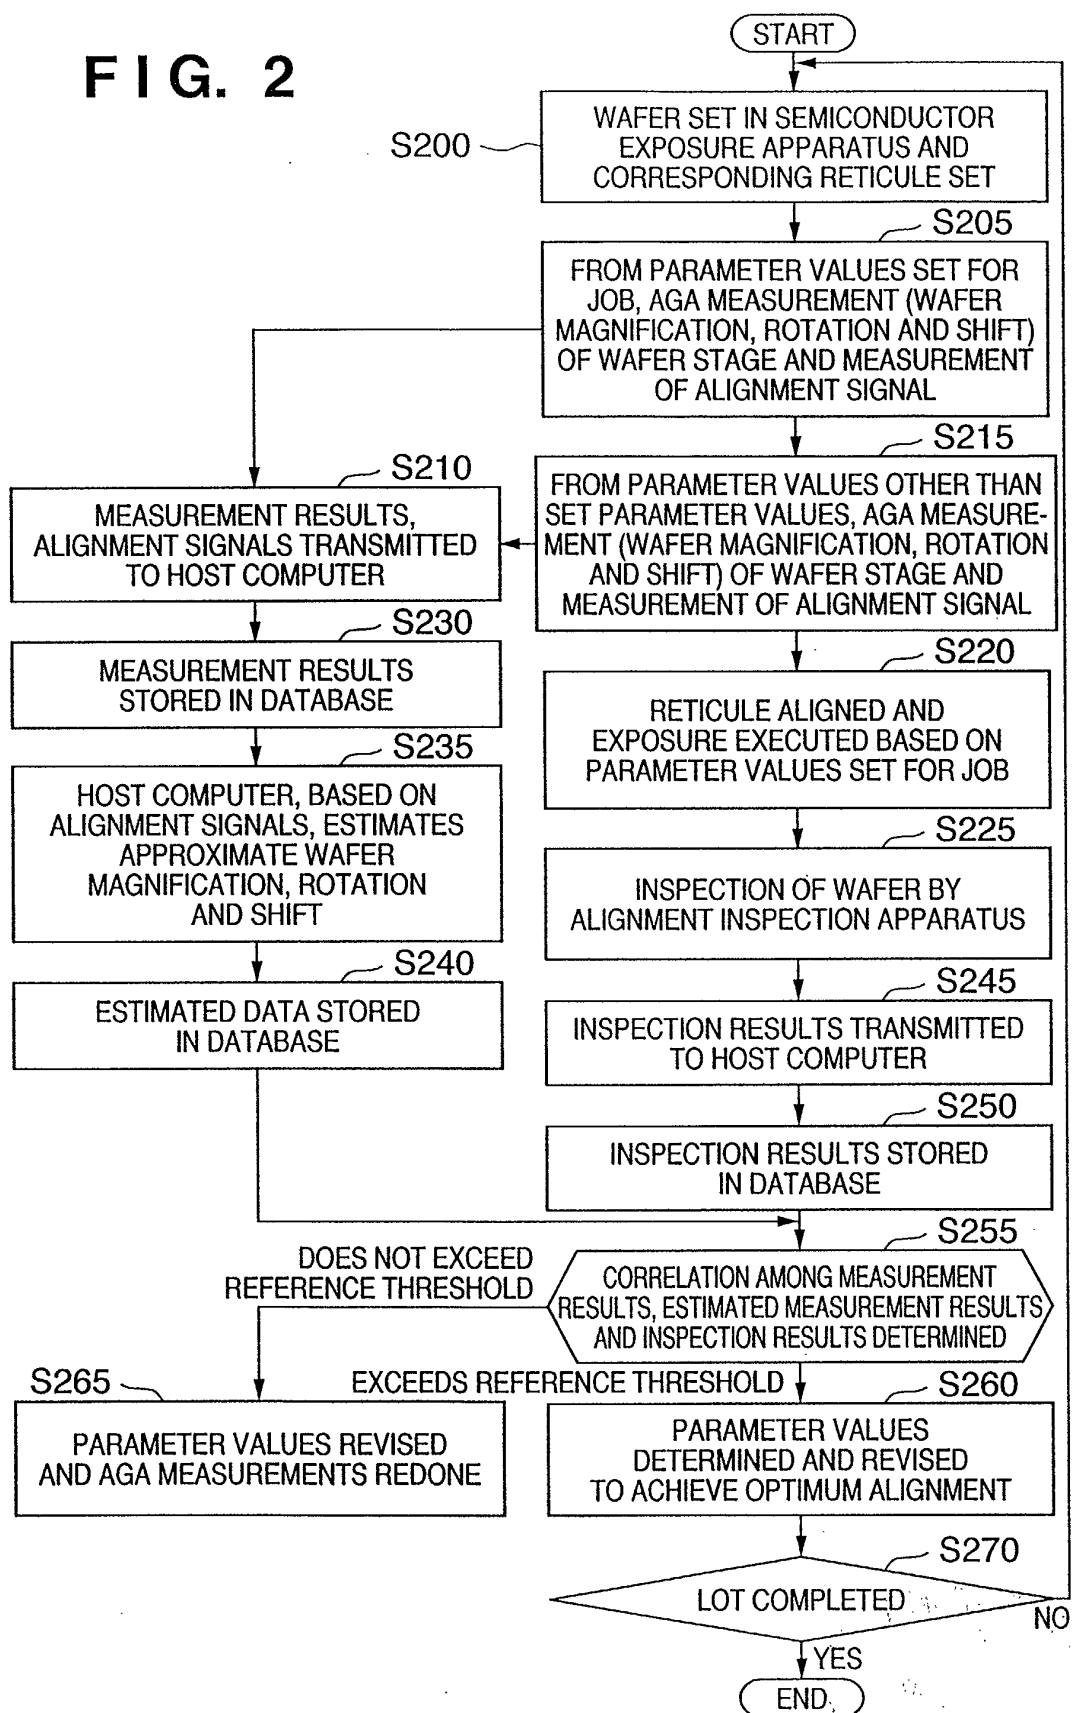 FIG. 2
START
S200
WAFER SET IN SEMICONDUCTOR
EXPOSURE APPARATUS AND
CORRESPONDING RETICULE SET
S205
FROM PARAMETER VALUES SET FOR
JOB, AGA MEASUREMENT (WAFER
MAGNIFICATION, ROTATION AND SHIFT)
OF WAFER STAGE AND MEASUREMENT
OF ALIGNMENT SIGNAL
S210
MEASUREMENT RESULTS,
ALIGNMENT SIGNALS TRANSMITTED
TO HOST COMPUTER
S215
FROM PARAMETER VALUES OTHER THAN
SET PARAMETER VALUES, AGA MEASURE-
MENT (WAFER MAGNIFICATION, ROTATION
AND SHIFT) OF WAFER STAGE AND
MEASUREMENT OF ALIGNMENT SIGNAL
S230
MEASUREMENT RESULTS
STORED IN DATABASE
S220
RETICULE ALIGNED AND
EXPOSURE EXECUTED BASED ON
PARAMETER VALUES SET FOR JOB
S235
HOST COMPUTER, BASED ON
ALIGNMENT SIGNALS, ESTIMATES
APPROXIMATE WAFER
MAGNIFICATION, ROTATION
AND SHIFT
S225
INSPECTION OF WAFER BY
ALIGNMENT INSPECTION APPARATUS
S240
ESTIMATED DATA STORED
IN DATABASE
S245
INSPECTION RESULTS TRANSMITTED
TO HOST COMPUTER
S250
INSPECTION RESULTS STORED
IN DATABASE
S255
CORRELATION AMONG MEASUREMENT
RESULTS, ESTIMATED MEASUREMENT RESULTS
AND INSPECTION RESULTS DETERMINED
DOES NOT EXCEED
REFERENCE THRESHOLD
EXCEEDS REFERENCE THRESHOLD
S265
PARAMETER VALUES REVISED
AND AGA MEASUREMENTS REDONE
S260
PARAMETER VALUES
DETERMINED AND REVISED
TO ACHIEVE OPTIMUM ALIGNMENT
S270
LOT COMPLETED
NO
YES
END